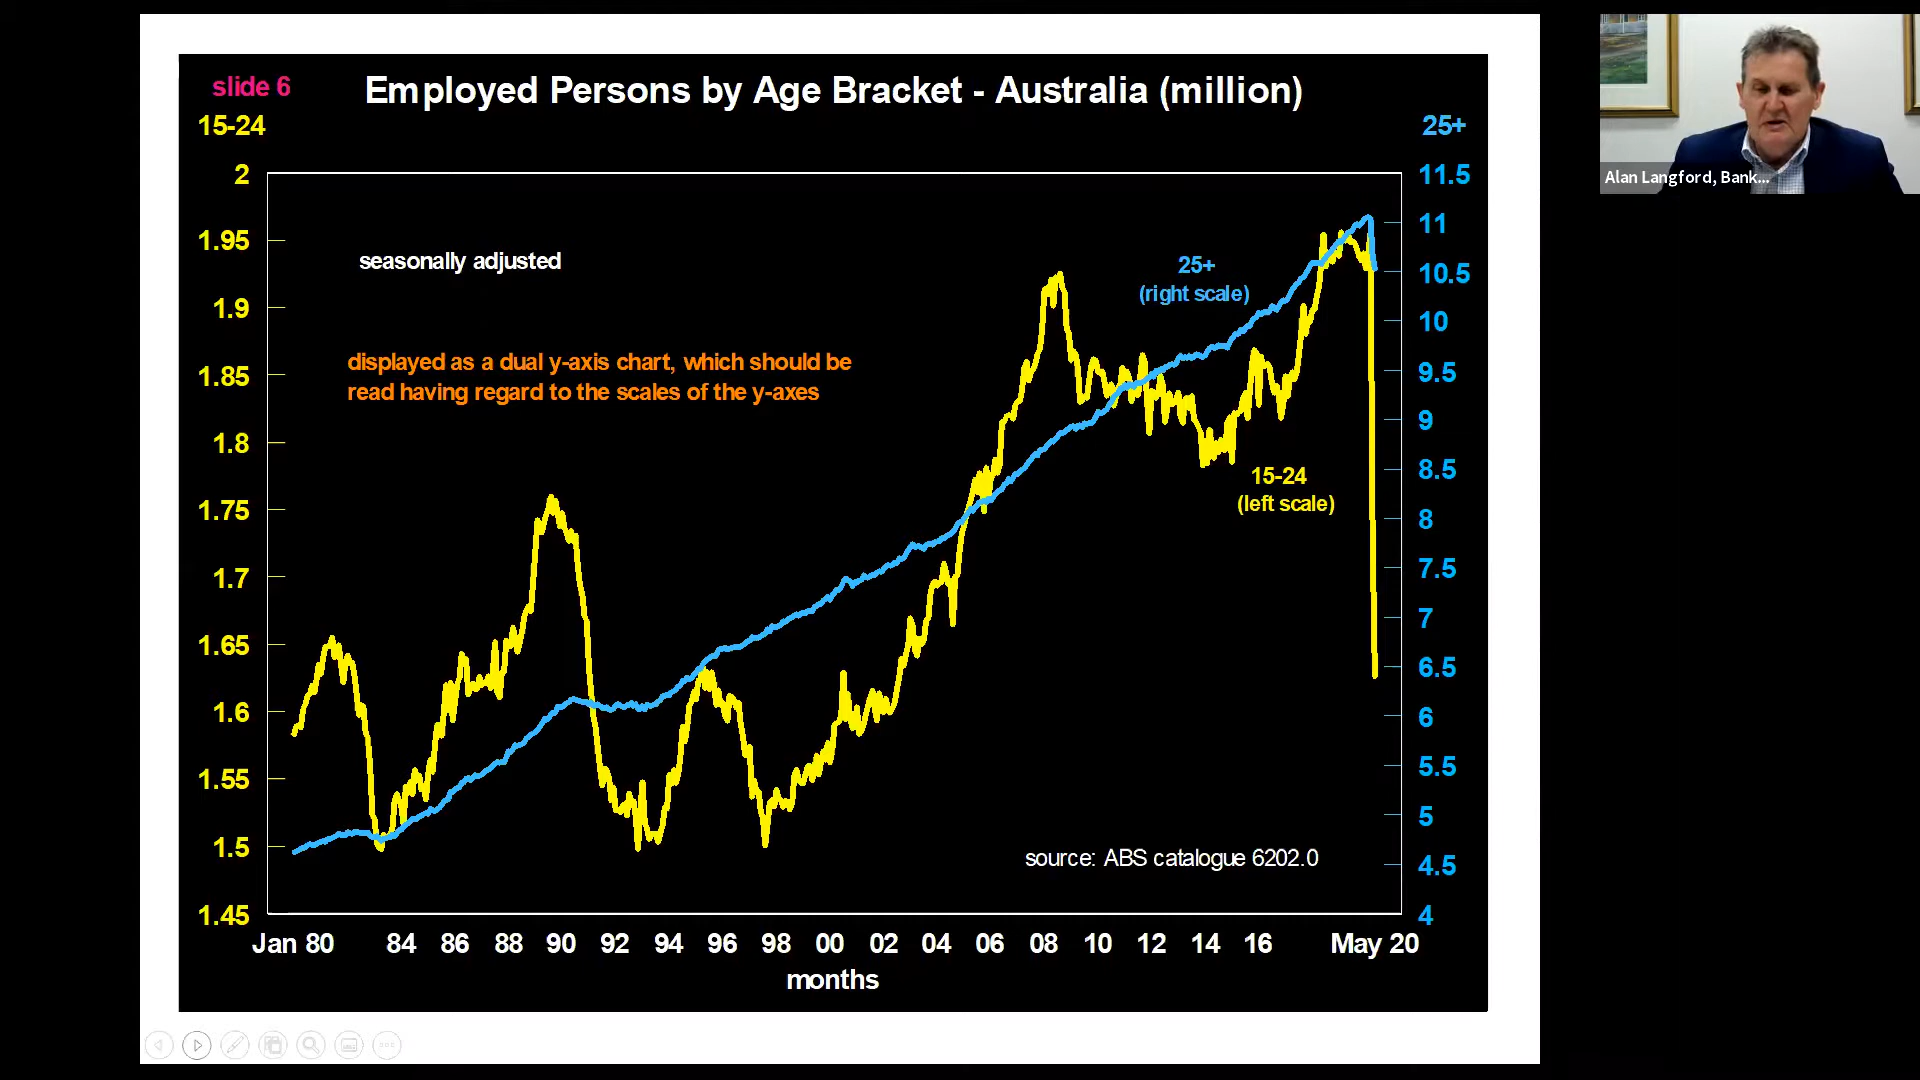 slide 6
Employed Persons by Age Bracket - Australia (million)
15-24
25+
2
1.95
1.9
1.85
1.8
1.75
1.7
1.65
1.6
1.55
1.5
1.45
11.5
11
10.5
10
9.5
9
8.5
8
7.5
7
6.5
6
5.5
5
4.5
4
seasonally adjusted
displayed as a dual y-axis chart, which should be
read having regard to the scales of the y-axes
25+
(right scale)
15-24
(left scale)
source: ABS catalogue 6202.0
Jan 80 84 86 88 90 92 94 96 98 00 02 04 06 08 10 12 14 16 May 20
months
Alan Langford, Bank...